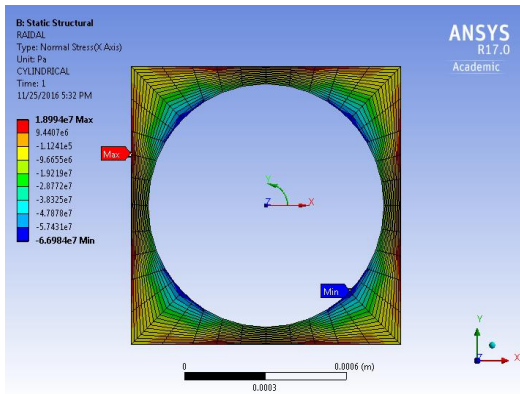 B: Static Structural
RAIDAL
Type: Normal Stress(X Axis)
Unit: Pa
CYLINDRICAL
Time: 1
11/25/2016 5:32 PM
1.8994e7 Max
9.4407e6
-1.1241e5
-9.6655e6
-1.9219e7
-2.8772e7
-3.8325e7
-4.7878e7
-5.7431e7
-6.6984e7 Min
ANSYS
R17.0
Academic
Max
Y
Z
X
Min
Y
Z
X
0
0.0006 (m)
0.0003